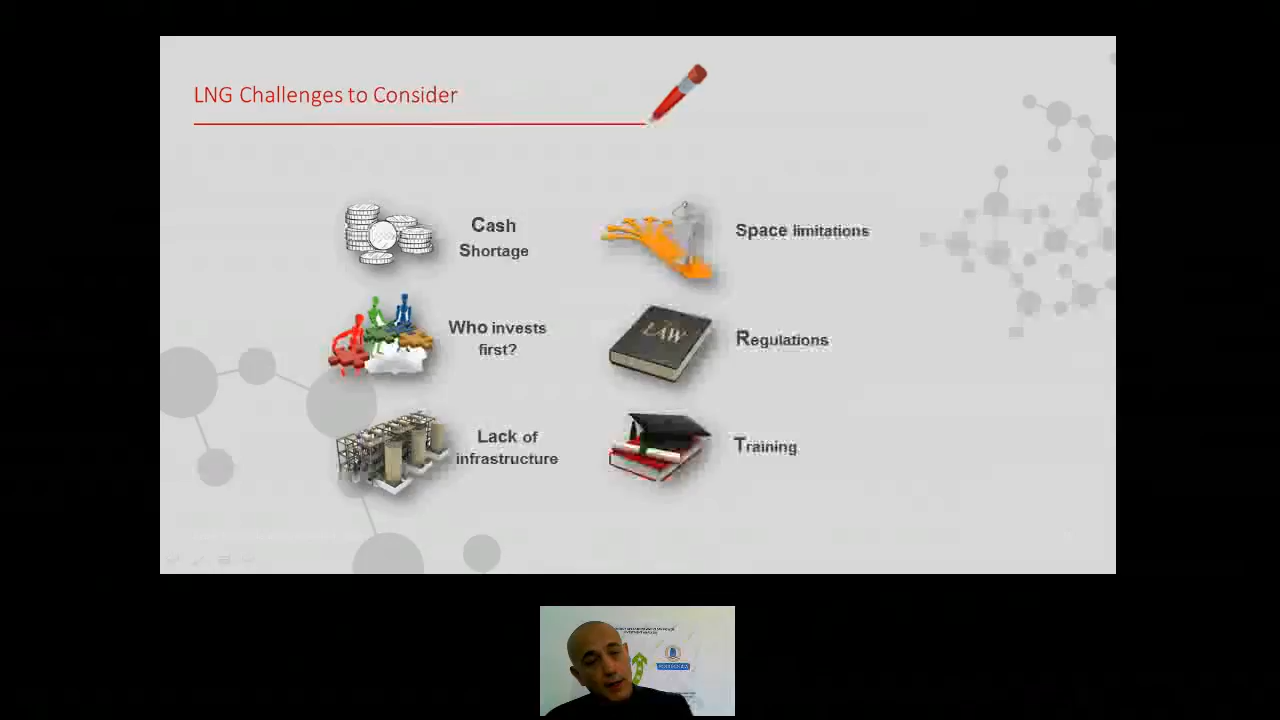 LNG Challenges to Consider
Cash
Shortage
Who invests
first?
Lack of
infrastructure
Space limitations
LAW
Regulations
Training